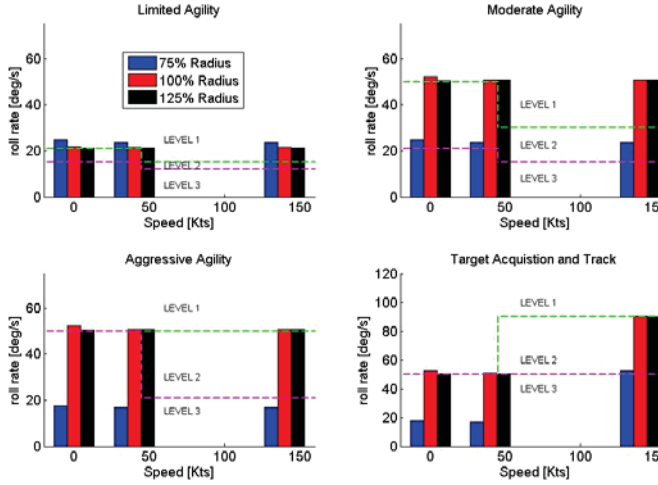 Limited Agility
60
40
20
0
roll rate [deg/s]
75% Radius
100% Radius
125% Radius
LEVEL 1
LEVEL 2
LEVEL 3
0 50 100 150
Speed [Kts]
Moderate Agility
60
40
20
0
roll rate [deg/s]
LEVEL 1
LEVEL 2
LEVEL 3
0 50 100 150
Speed [Kts]
Aggressive Agility
60
40
20
0
roll rate [deg/s]
LEVEL 1
LEVEL 2
LEVEL 3
0 50 100 150
Speed [Kts]
Target Acquistion and Track
120
100
80
60
40
20
0
roll rate [deg/s]
LEVEL 1
LEVEL 2
LEVEL 3
0 50 100 150
Speed [Kts]